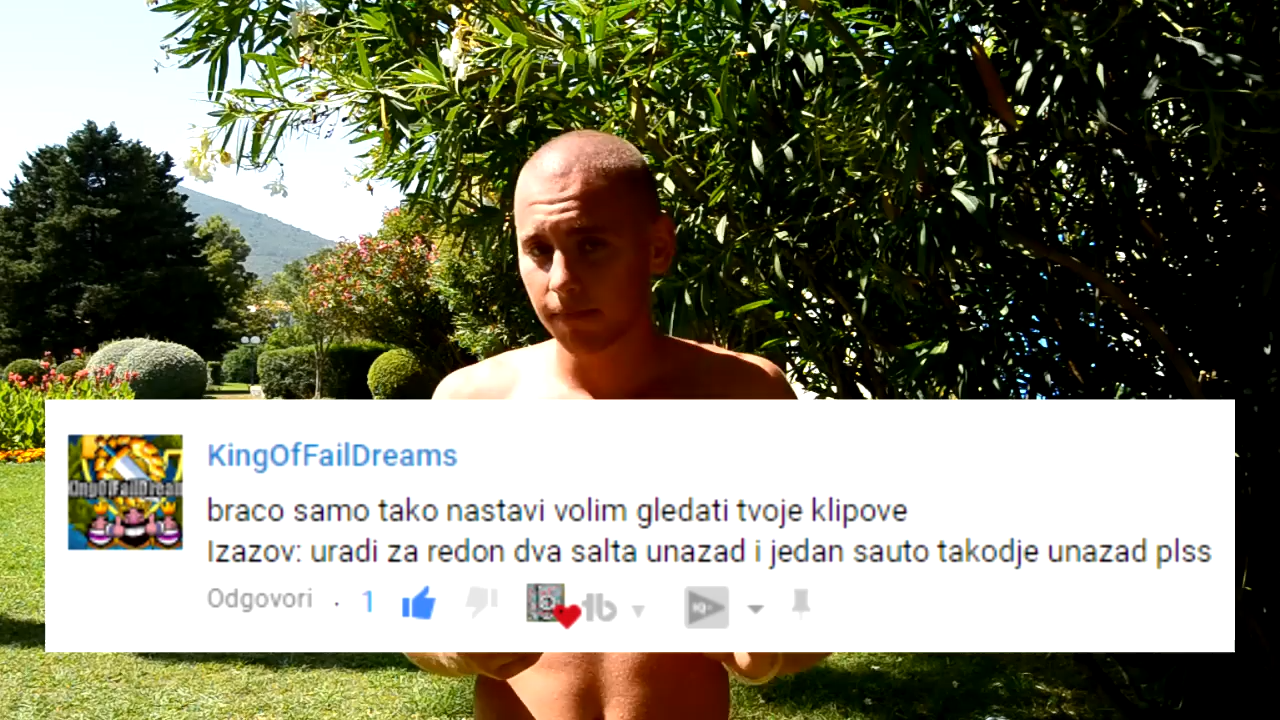 KingOfFailDreams
KingOfFailDream
braco samo tako nastavi volim gledati tvoje klipove
Izazov: uradi za redon dva salta unazad i jedan sauto takodje unazad plss
Odgovori · 1